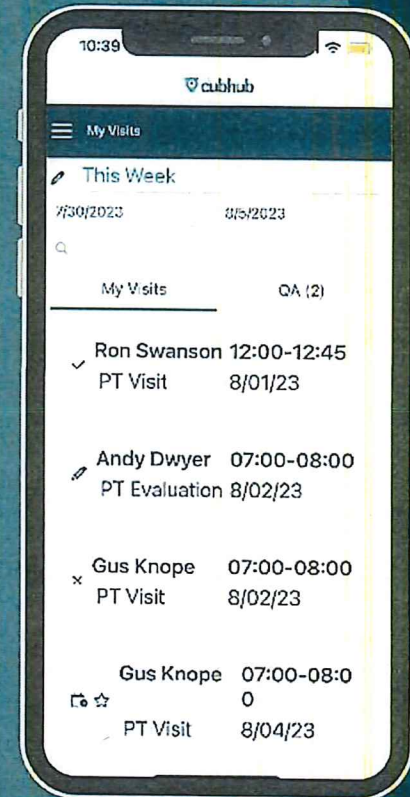 10:39
cubhub
My Visits
This Week
7/30/2023 8/5/2023
My Visits QA (2)
Ron Swanson 12:00-12:45
PT Visit 8/01/23
Andy Dwyer 07:00-08:00
PT Evaluation 8/02/23
Gus Knope 07:00-08:00
PT Visit 8/02/23
Gus Knope 07:00-08:0
0
PT Visit 8/04/23